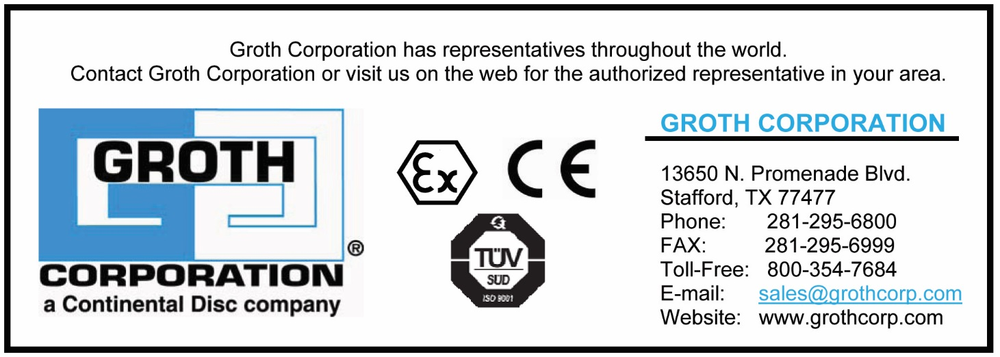 Groth Corporation has representatives throughout the world.
Contact Groth Corporation or visit us on the web for the authorized representative in your area.
GROTH
CORPORATION
®
a Continental Disc company
Ex
CE
TÜV
SÜD
ISO 9001
GROTH CORPORATION
13650 N. Promenade Blvd.
Stafford, TX 77477
Phone: 281-295-6800
FAX: 281-295-6999
Toll-Free: 800-354-7684
E-mail: sales@grothcorp.com
Website: www.grothcorp.com